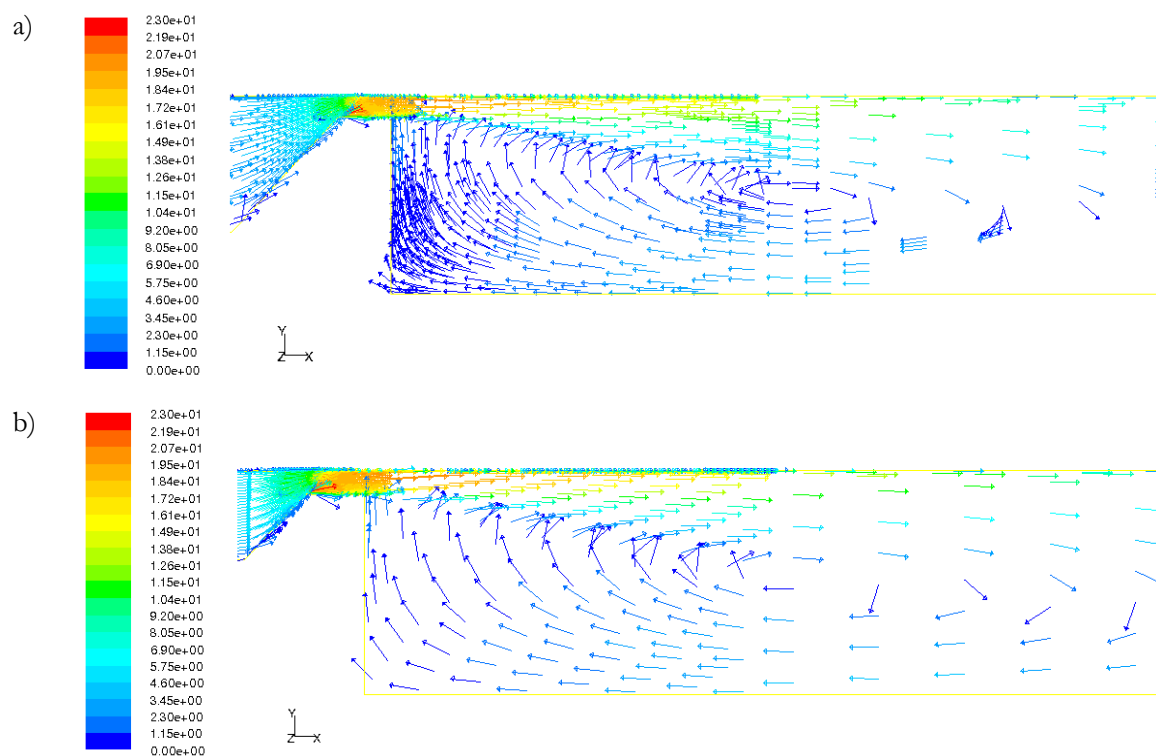 a)
2.30e+01
2.19e+01
2.07e+01
1.95e+01
1.84e+01
1.72e+01
1.61e+01
1.49e+01
1.38e+01
1.26e+01
1.15e+01
1.04e+01
9.20e+00
8.05e+00
6.90e+00
5.75e+00
4.60e+00
3.45e+00
2.30e+00
1.15e+00
0.00e+00
Y
Z X
b)
2.30e+01
2.19e+01
2.07e+01
1.95e+01
1.84e+01
1.72e+01
1.61e+01
1.49e+01
1.38e+01
1.26e+01
1.15e+01
1.04e+01
9.20e+00
8.05e+00
6.90e+00
5.75e+00
4.60e+00
3.45e+00
2.30e+00
1.15e+00
0.00e+00
Y
Z X